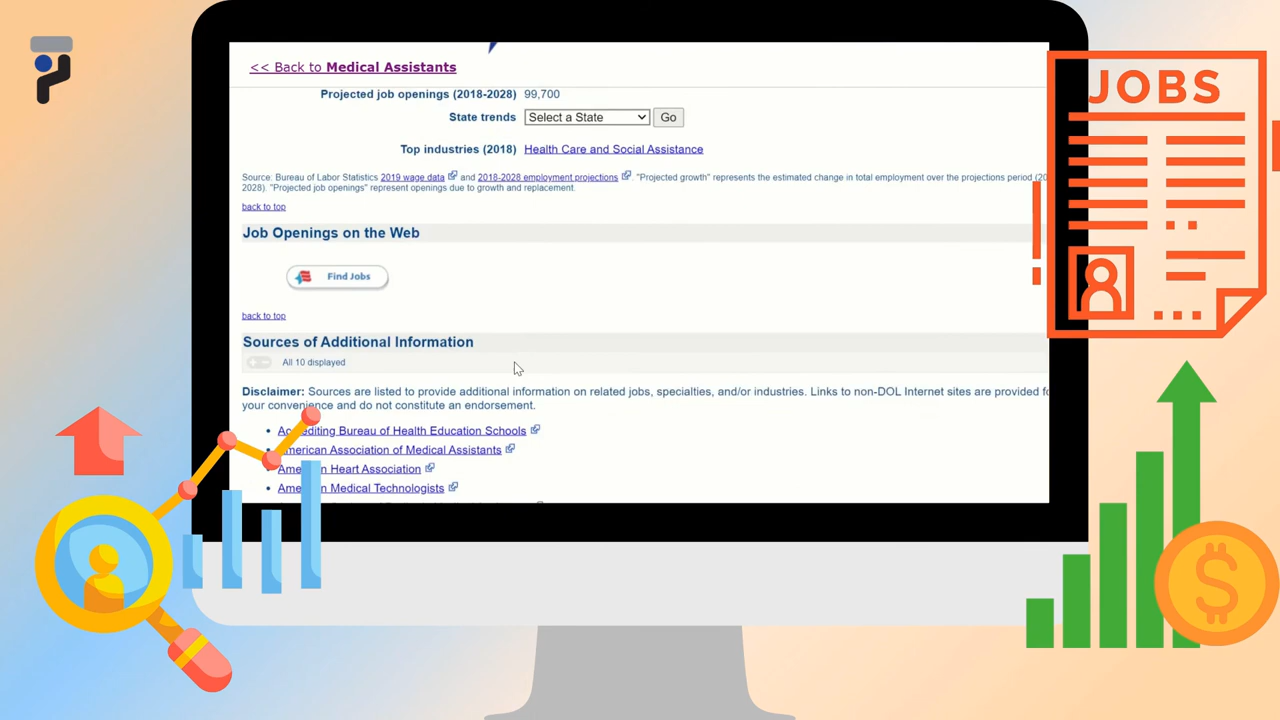 << Back to Medical Assistants
JOBS
Projected job openings (2018-2028) 99,700
State trends Select a State Go
Top industries (2018) Health Care and Social Assistance
Source: Bureau of Labor Statistics 2019 wage data and 2018-2028 employment projections . "Projected growth" represents the estimated change in total employment over the projections period (20
2028). "Projected job openings" represent openings due to growth and replacement.
back to top
Job Openings on the Web
Find Jobs
back to top
Sources of Additional Information
All 10 displayed
Disclaimer: Sources are listed to provide additional information on related jobs, specialties, and/or industries. Links to non-DOL Internet sites are provided fo
your convenience and do not constitute an endorsement.
• Accrediting Bureau of Health Education Schools
• American Association of Medical Assistants
• American Heart Association
• American Medical Technologists
$